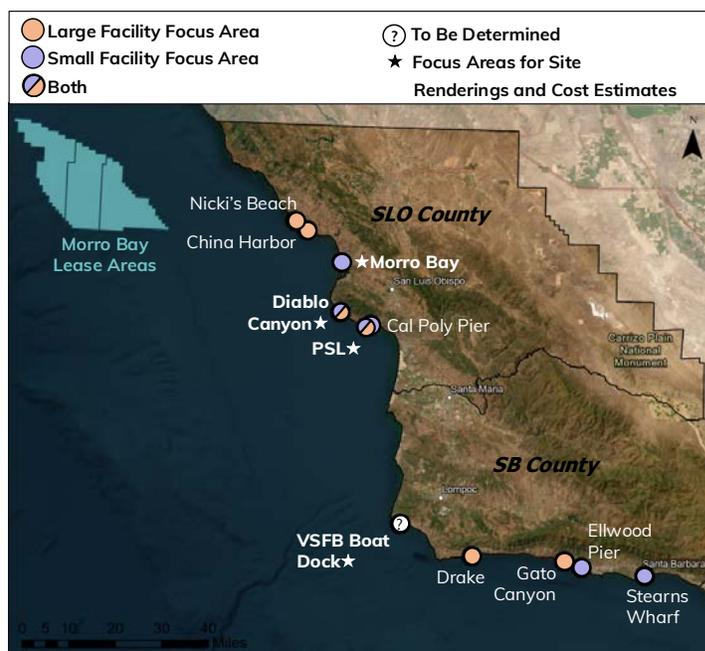 Large Facility Focus Area
Small Facility Focus Area
Both
? To Be Determined
★ Focus Areas for Site
Renderings and Cost Estimates
N
Nicki's Beach
SLO County
China Harbor
Morro Bay
Lease Areas
★Morro Bay
San Luis Obispo
Diablo
Canyon★
Cal Poly Pier
PSL★
Carrizo Plain
National
Monument
Santa Maria
SB County
Lompoc
?
VSFB Boat
Dock★
Ellwood
Pier
Drake
Gato
Canyon
Santa Barbara
Stearns
Wharf
0 5 10 20 30 40
Miles